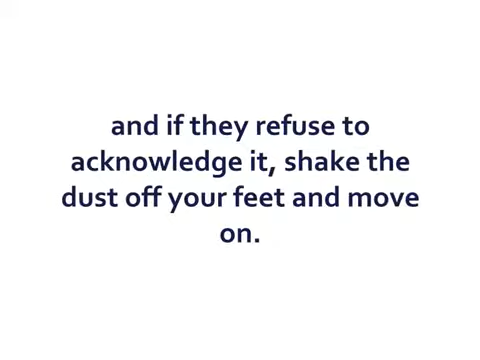 and if they refuse to
acknowledge it, shake the
dust off your feet and move
on.